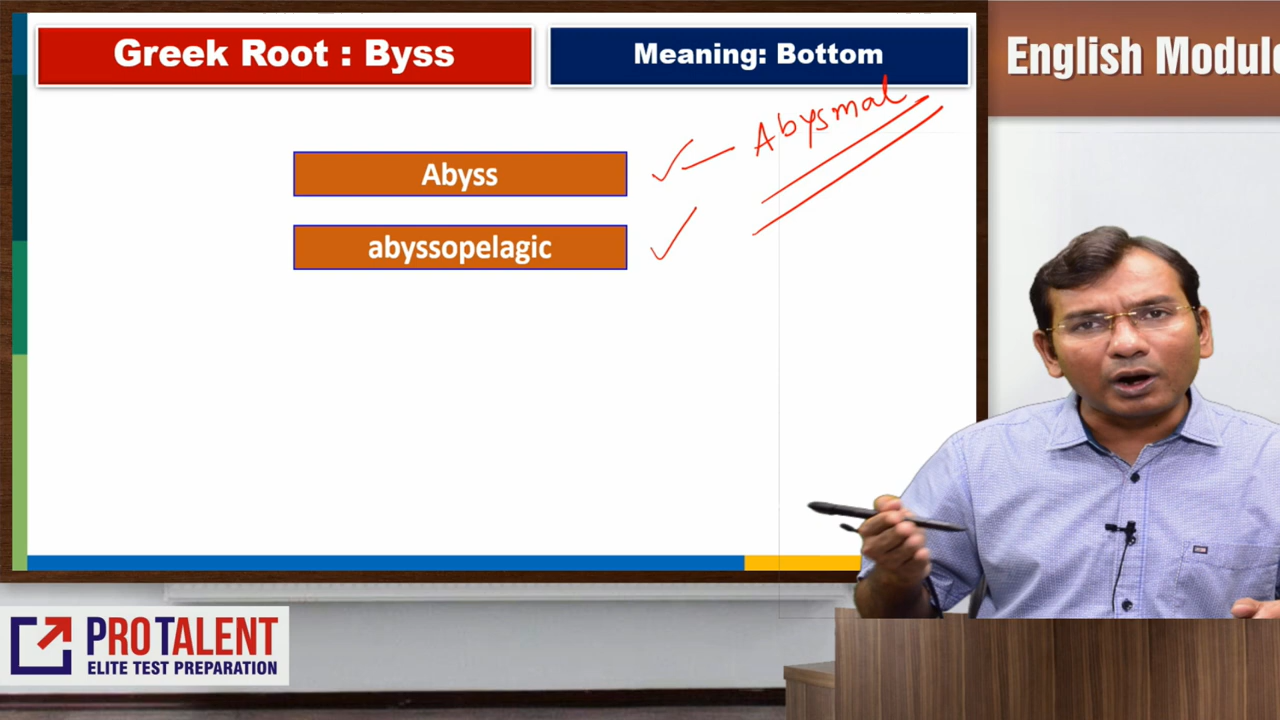 Greek Root : Byss
Meaning: Bottom
English Module
Abysmal
Abyss
abyssopelagic
PROTALENT
ELITE TEST PREPARATION